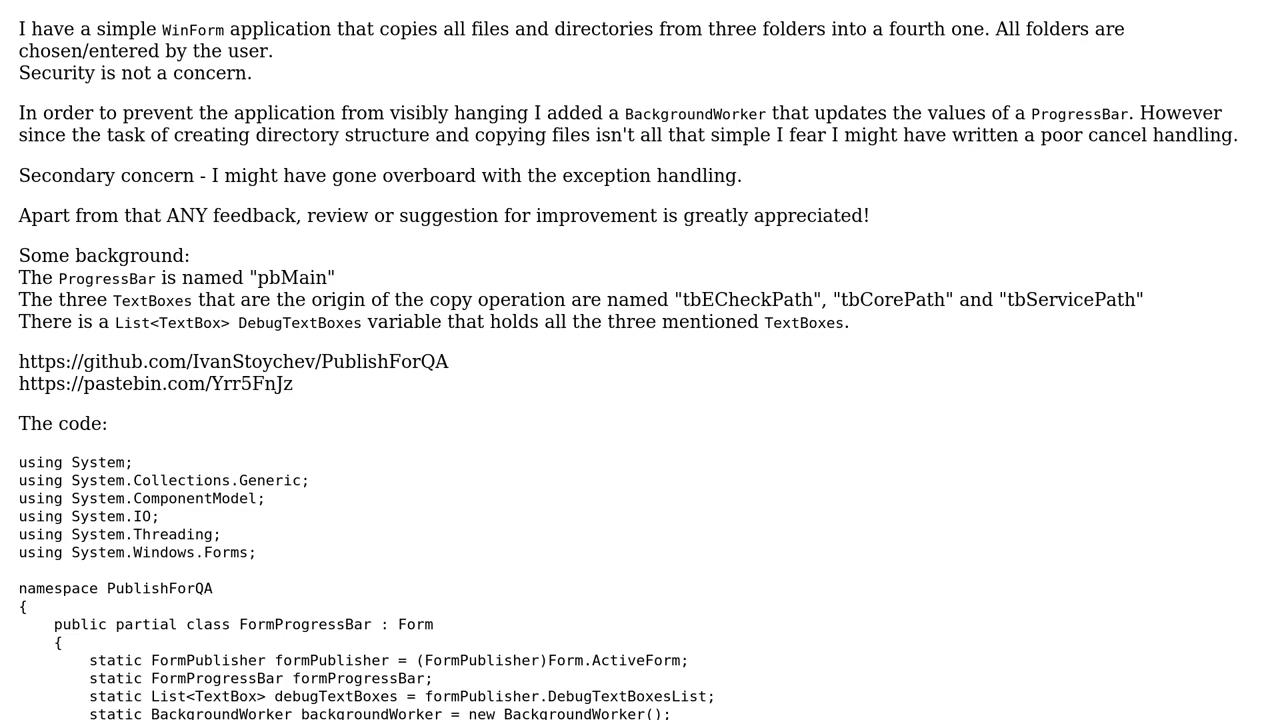 I have a simple WinForm application that copies all files and directories from three folders into a fourth one. All folders are
chosen/entered by the user.
Security is not a concern.
In order to prevent the application from visibly hanging I added a BackgroundWorker that updates the values of a ProgressBar. However
since the task of creating directory structure and copying files isn't all that simple I fear I might have written a poor cancel handling.
Secondary concern - I might have gone overboard with the exception handling.
Apart from that ANY feedback, review or suggestion for improvement is greatly appreciated!
Some background:
The ProgressBar is named "pbMain"
The three TextBoxes that are the origin of the copy operation are named "tbECheckPath", "tbCorePath" and "tbServicePath"
There is a List<TextBox> DebugTextBoxes variable that holds all the three mentioned TextBoxes.
https://github.com/IvanStoychev/PublishForQA
https://pastebin.com/Yrr5FnJz
The code:
using System;
using System.Collections.Generic;
using System.ComponentModel;
using System.IO;
using System.Threading;
using System.Windows.Forms;
namespace PublishForQA
{
    public partial class FormProgressBar : Form
    {
        static FormPublisher formPublisher = (FormPublisher)Form.ActiveForm;
        static FormProgressBar formProgressBar;
        static List<TextBox> debugTextBoxes = formPublisher.DebugTextBoxesList;
        static BackgroundWorker backgroundWorker = new BackgroundWorker();